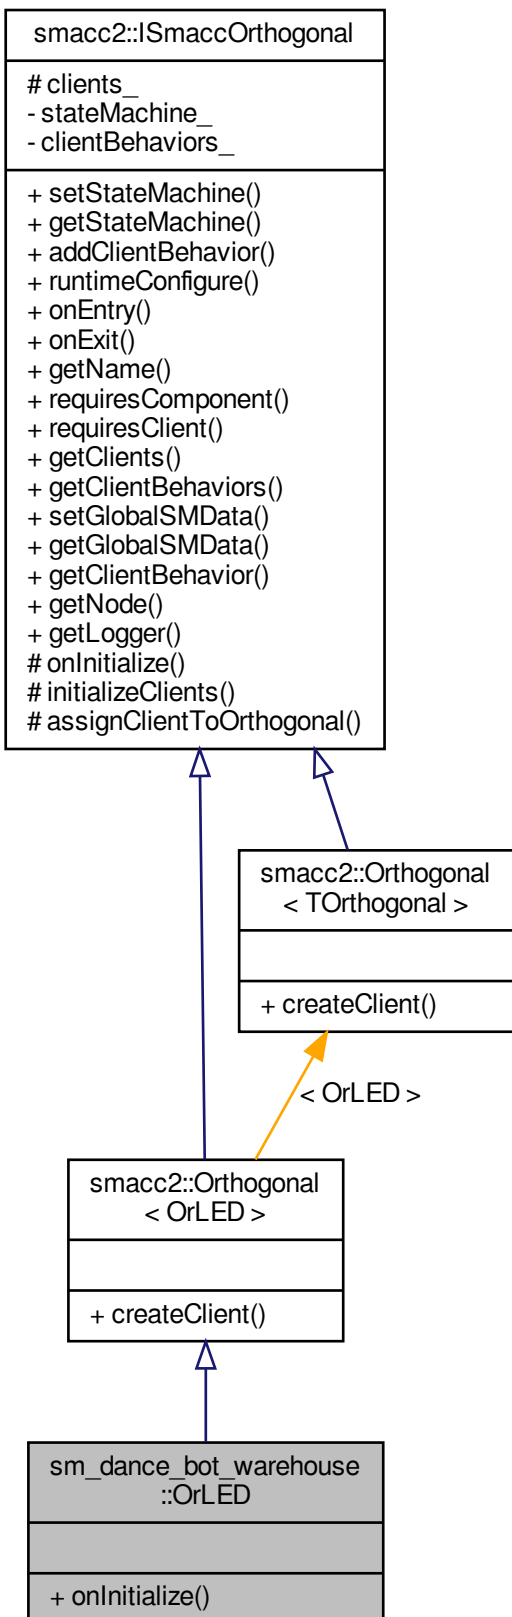 smacc2::ISmaccOrthogonal
# clients_
- stateMachine_
- clientBehaviors_
+ setStateMachine()
+ getStateMachine()
+ addClientBehavior()
+ runtimeConfigure()
+ onEntry()
+ onExit()
+ getName()
+ requiresComponent()
+ requiresClient()
+ getClients()
+ getClientBehaviors()
+ setGlobalSMData()
+ getGlobalSMData()
+ getClientBehavior()
+ getNode()
+ getLogger()
# onInitialize()
# initializeClients()
# assignClientToOrthogonal()
smacc2::Orthogonal
< TOrthogonal >
+ createClient()
< OrLED >
smacc2::Orthogonal
< OrLED >
+ createClient()
sm_dance_bot_warehouse
::OrLED
+ onInitialize()